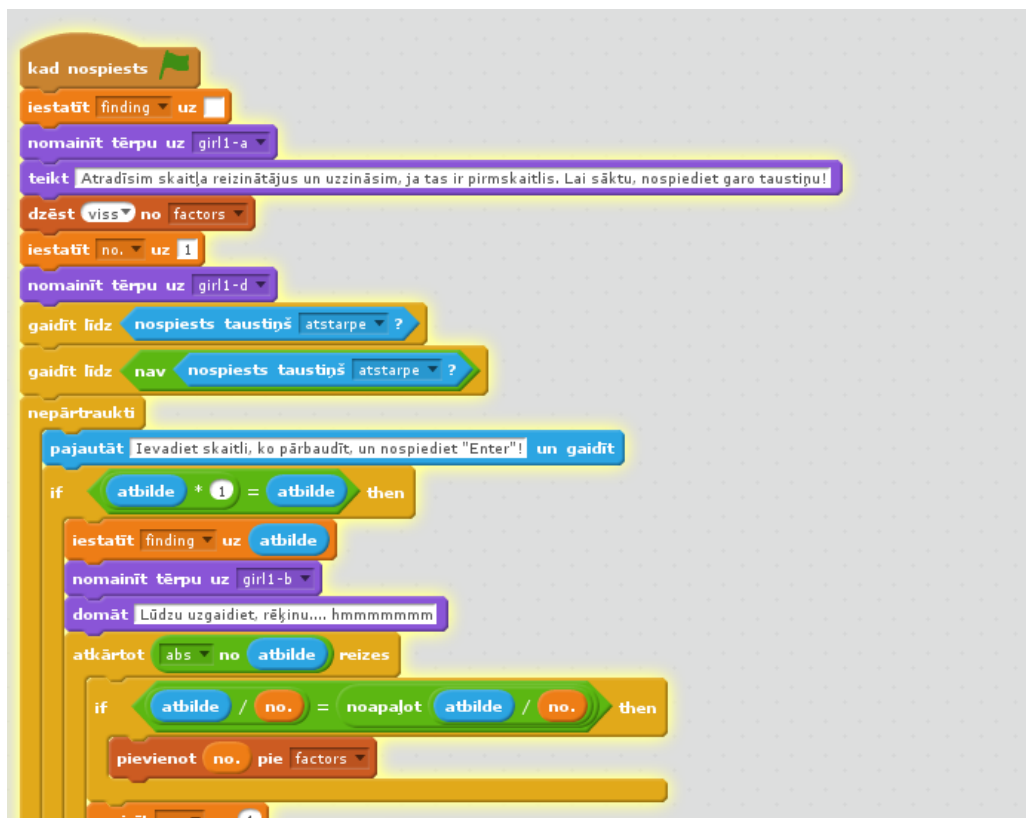 kad nospiests
iestatīt finding uz
nomainīt tērpu uz girl1-a
teikt Atradīsim skaitļa reizinātājus un uzzināsim, ja tas ir pirmskaitlis. Lai sāktu, nospiediet garo taustiņu!
dzēst viss no factors
iestatīt no. uz 1
nomainīt tērpu uz girl1-d
gaidīt līdz nospiests taustiņš atstarpe ?
gaidīt līdz nav nospiests taustiņš atstarpe ?
nepārtraukti
pajautāt Ievadiet skaitli, ko pārbaudīt, un nospiediet "Enter"! un gaidīt
if atbilde * 1 = atbilde then
iestatīt finding uz atbilde
nomainīt tērpu uz girl1-b
domāt Lūdzu uzgaidiet, rēķinu.... hmmmmmmm
atkārtot abs no atbilde reizes
if atbilde / no. = noapaļot atbilde / no. then
pievienot no. pie factors